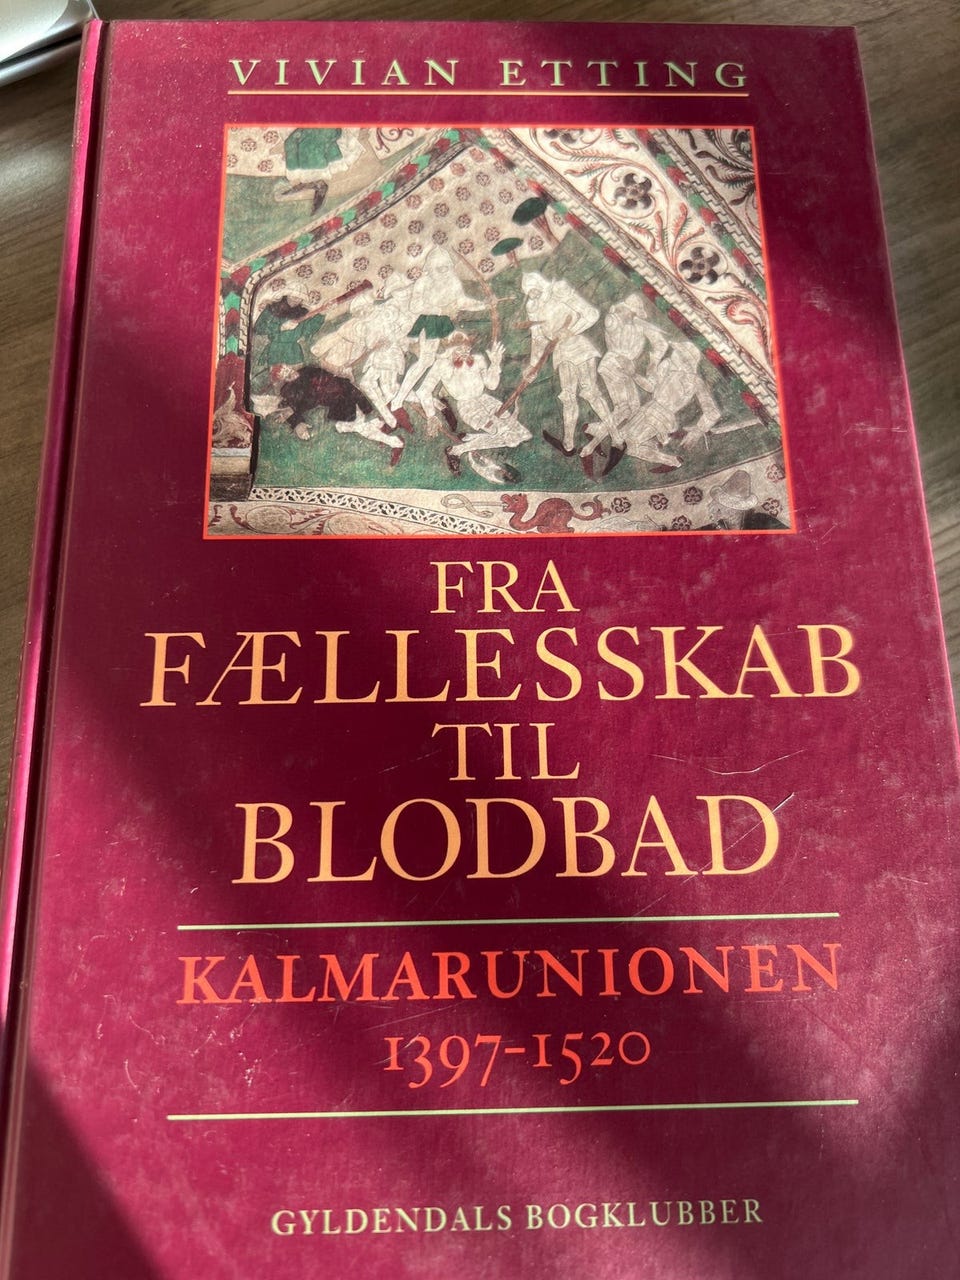 VIVIAN ETTING
FRA
FÆLLESSKAB
TIL
BLODBAD
KALMARUNIONEN
1397-1520
GYLDENDALS BOGKLUBBER